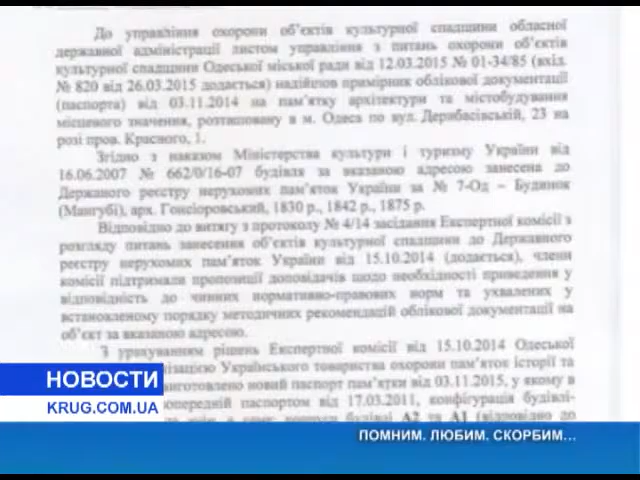 До управління охорони об’єктів культурної спадщини обласної
державної адміністрації листом управління з питань охорони об’єктів
культурної спадщини Одеської міської ради від 12.03.2015 № 01-34/85 (вхід.
№ 820 від 26.03.2015 додається) надійшов примірник облікової документації
(паспорта) від 03.11.2014 на пам’ятку архітектури та містобудування
місцевого значення, розташовану в м. Одеса по вул. Дерибасівській, 23 на
розі пров. Красного, 1.
Згідно з наказом Міністерства культури і туризму України від
16.06.2007 № 662/0/16-07 будівля за вказаною адресою занесена до
Державного реєстру нерухомих пам’яток України за № 7-Од – Будинок
(Мангубі), арх. Гонсіоровський, 1830 р., 1842 р., 1875 р.
Відповідно до витягу з протоколу № 4/14 засідання Експертної комісії з
розгляду питань занесення об’єктів культурної спадщини до Державного
реєстру нерухомих пам’яток України від 15.10.2014 (додається), члени
комісії підтримали пропозиції доповідачів щодо необхідності приведення у
відповідність до чинних нормативно-правових норм та ухвалених у
встановленому порядку методичних рекомендацій облікової документації на
об’єкт за вказаною адресою.
З урахуванням рішень Експертної комісії від 15.10.2014 Одеської
нізацією Українського товариства охорони пам’яток історії та
виготовлено новий паспорт пам’ятки від 03.11.2015, у якому в
опередній паспортом від 17.03.2011, конфігурація будівлі-
А2 та А1 (відповідно до
НОВОСТИ
KRUG.COM.UA
ПОМНИМ. ЛЮБИМ. СКОРБИМ...